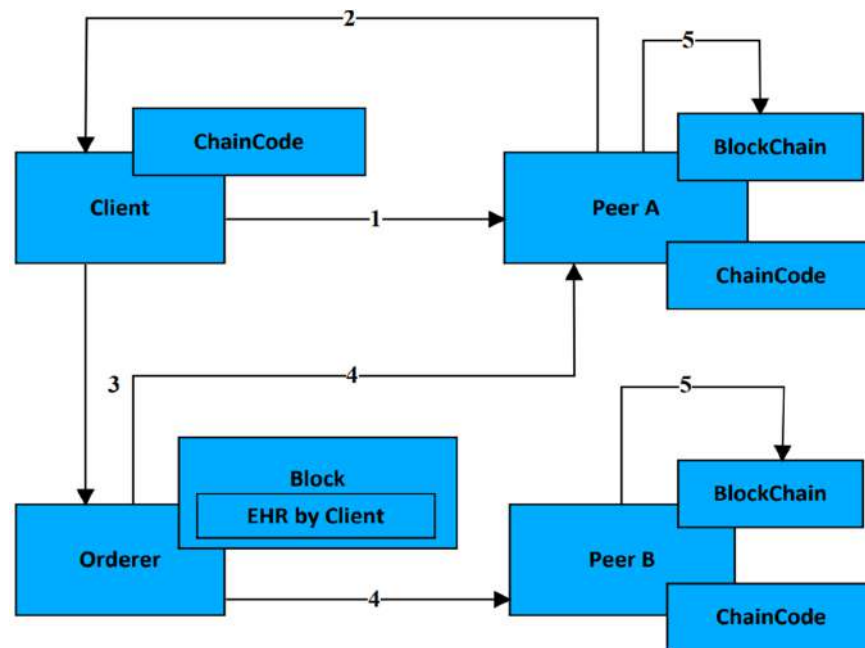 2
5
ChainCode
BlockChain
Client
1
Peer A
ChainCode
3
4
5
Block
BlockChain
EHR by Client
Orderer
Peer B
4
ChainCode